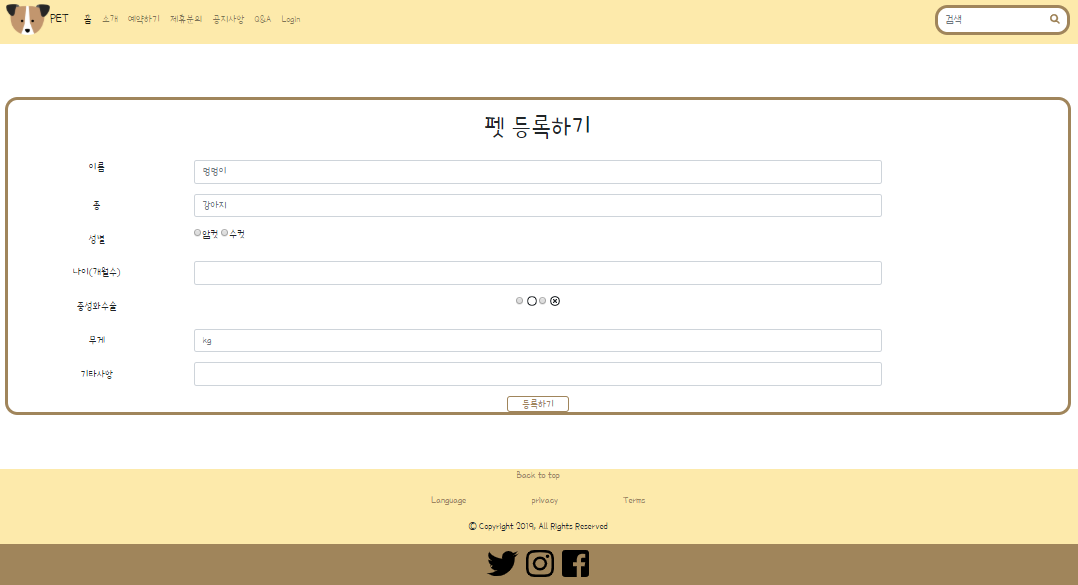 PET 홈 소개 예약하기 제휴문의 공지사항 Q&A Login 검색
펫 등록하기
이름 멍멍이
종 강아지
성별 암컷 수컷
나이(개월수)
중성화수술
무게 kg
기타사항
등록하기
Back to top
Language privacy Terms
© Copyright 2019, All Rights Reserved